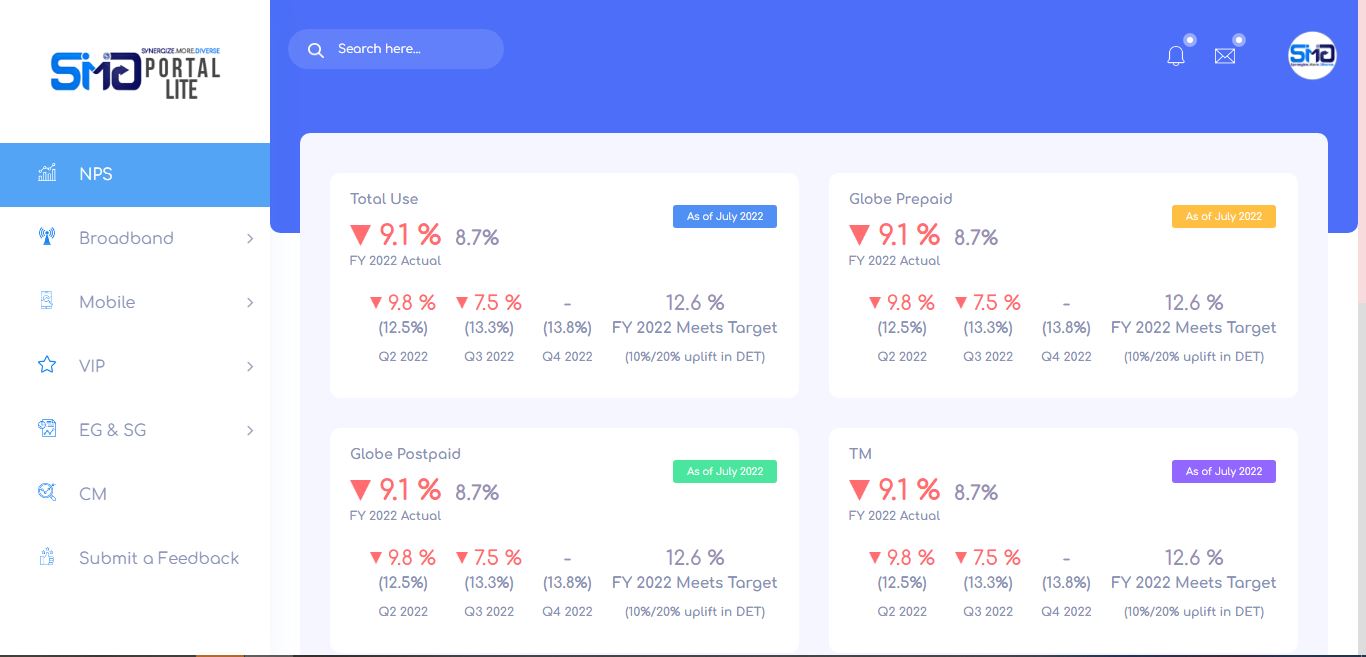 SYNERGIZE.MORE.DIVERSE
SMG PORTAL
LITE
Search here...
NPS
Broadband
Mobile
VIP
EG & SG
CM
Submit a Feedback
Total Use
As of July 2022
▼ 9.1 % 8.7%
FY 2022 Actual
▼ 9.8 % ▼ 7.5 % - 12.6 %
(12.5%) (13.3%) (13.8%) FY 2022 Meets Target
Q2 2022 Q3 2022 Q4 2022 (10%/20% uplift in DET)
Globe Prepaid
As of July 2022
▼ 9.1 % 8.7%
FY 2022 Actual
▼ 9.8 % ▼ 7.5 % - 12.6 %
(12.5%) (13.3%) (13.8%) FY 2022 Meets Target
Q2 2022 Q3 2022 Q4 2022 (10%/20% uplift in DET)
Globe Postpaid
As of July 2022
▼ 9.1 % 8.7%
FY 2022 Actual
▼ 9.8 % ▼ 7.5 % - 12.6 %
(12.5%) (13.3%) (13.8%) FY 2022 Meets Target
Q2 2022 Q3 2022 Q4 2022 (10%/20% uplift in DET)
TM
As of July 2022
▼ 9.1 % 8.7%
FY 2022 Actual
▼ 9.8 % ▼ 7.5 % - 12.6 %
(12.5%) (13.3%) (13.8%) FY 2022 Meets Target
Q2 2022 Q3 2022 Q4 2022 (10%/20% uplift in DET)
SMG